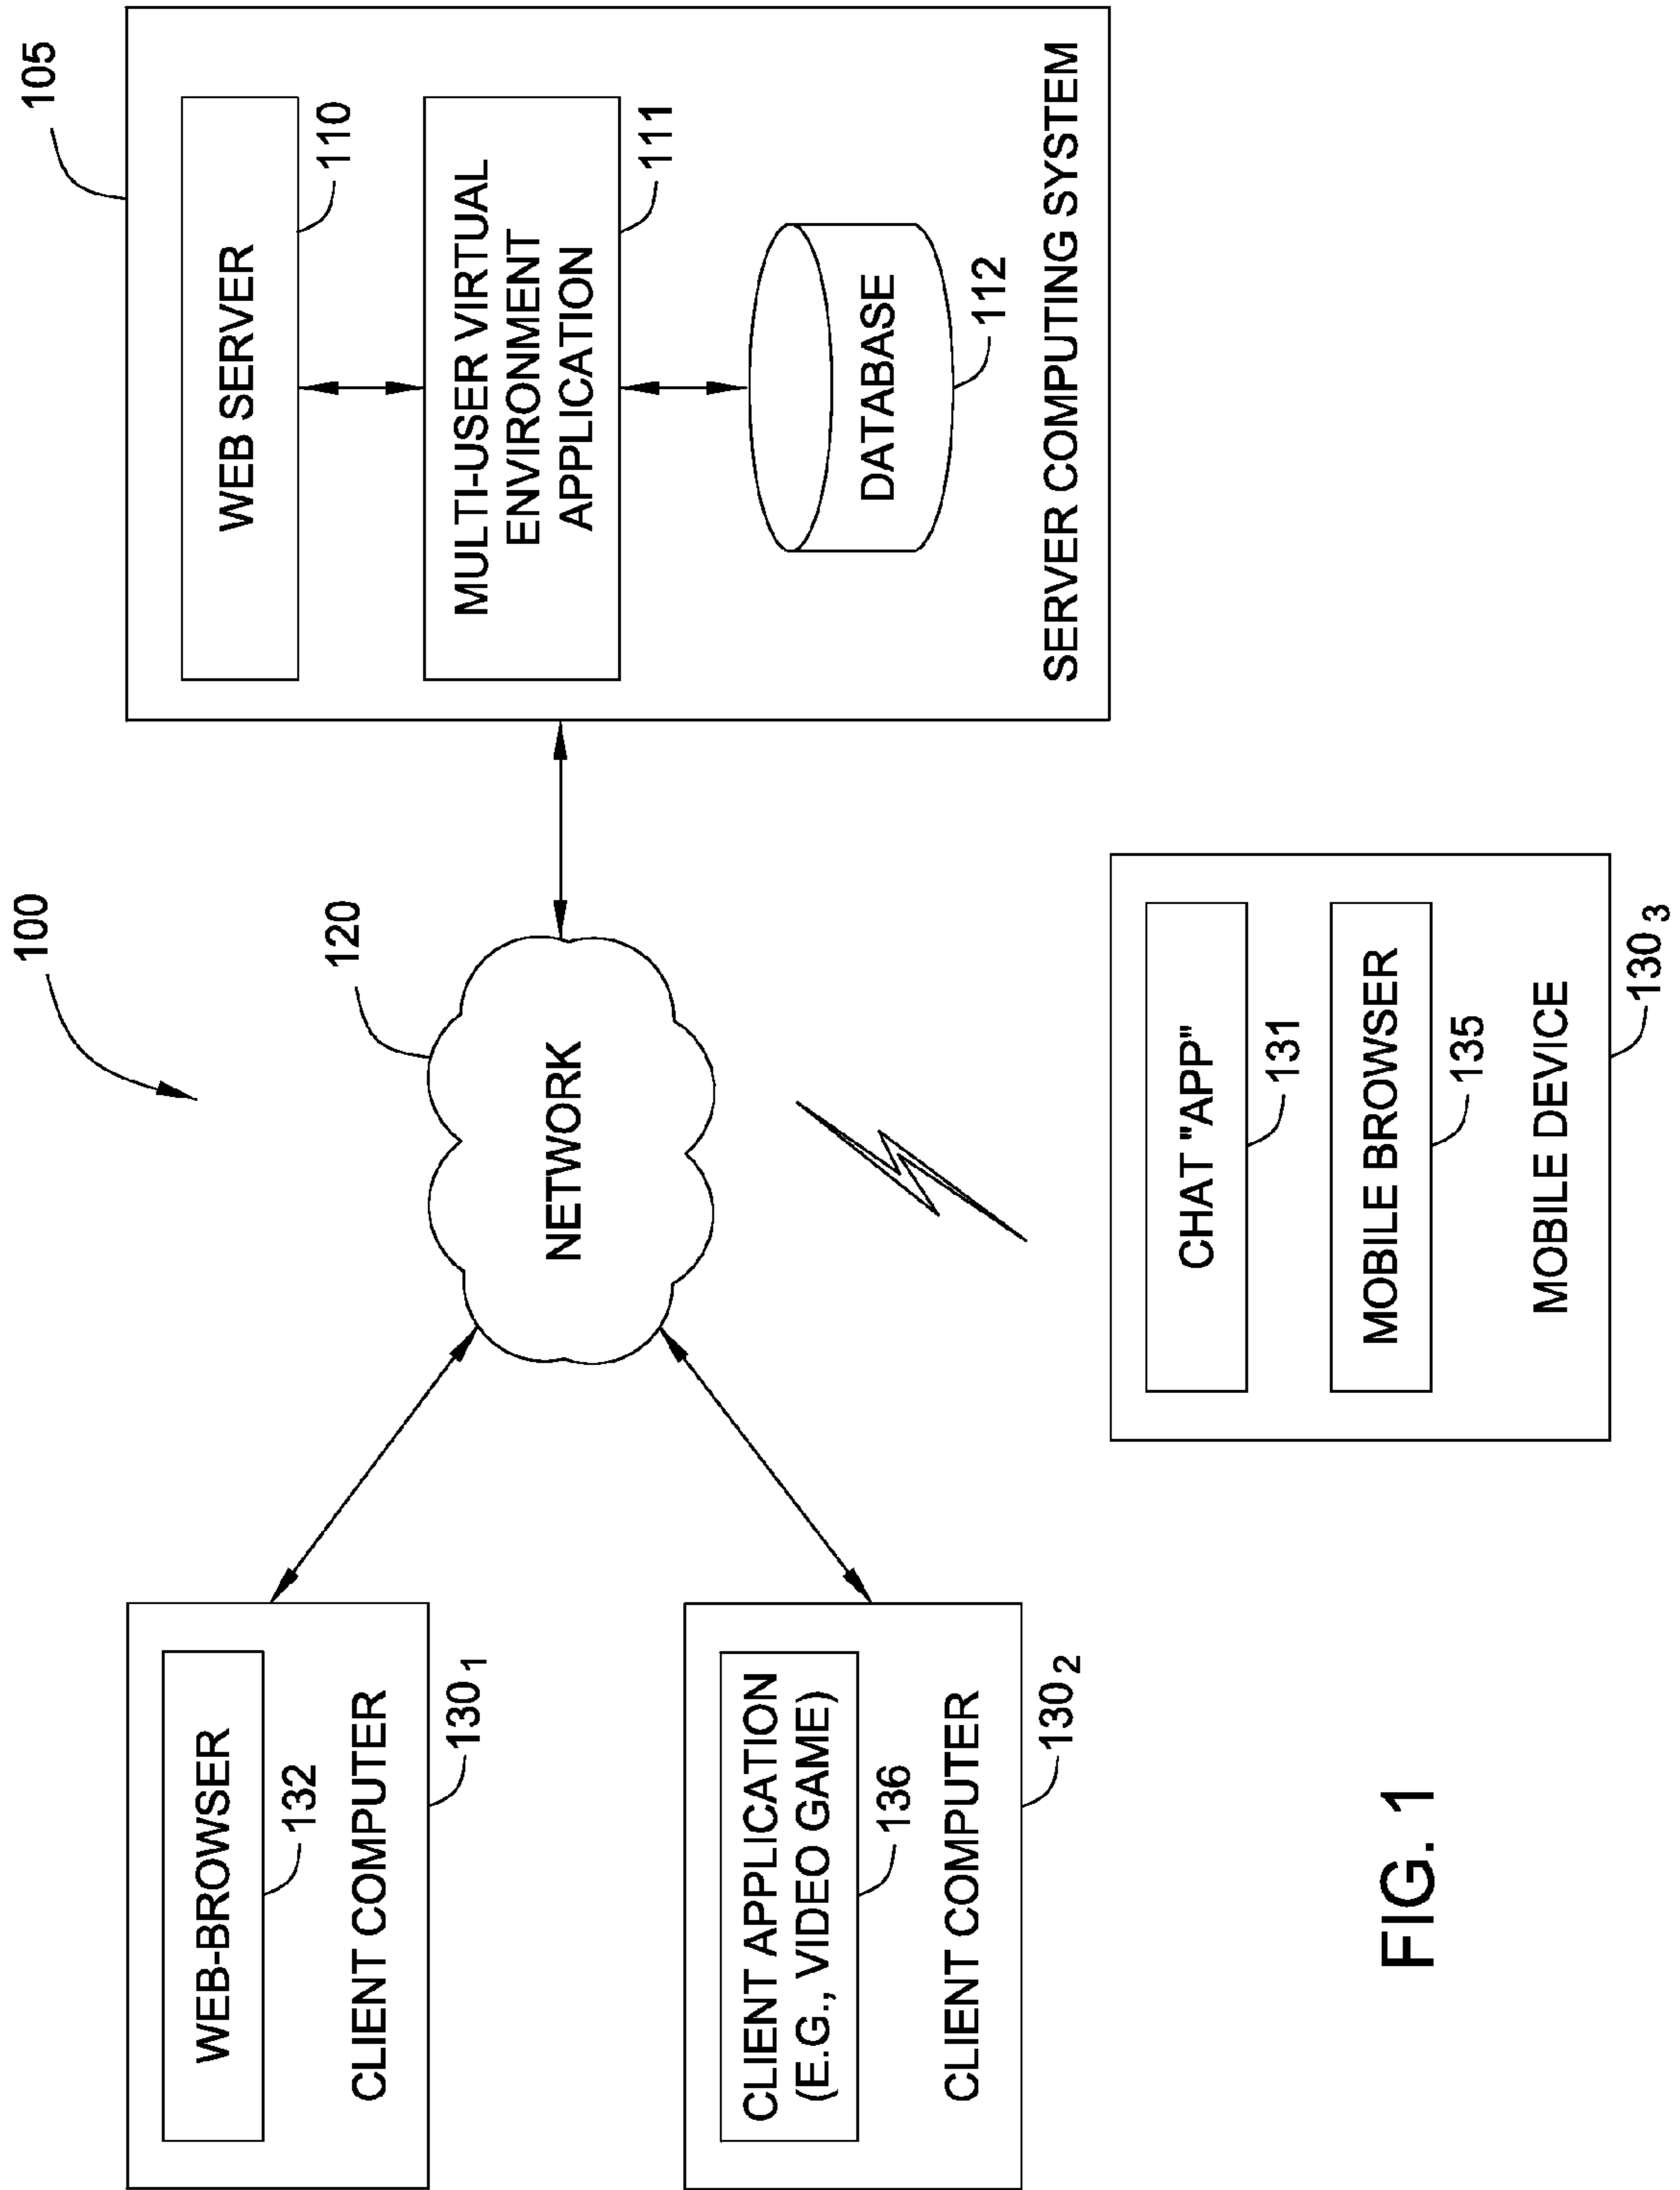 100
105
WEB-BROWSER
132
CLIENT COMPUTER
130 1
CLIENT APPLICATION
(E.G., VIDEO GAME)
136
CLIENT COMPUTER
130 2
120
NETWORK
CHAT "APP"
131
MOBILE BROWSER
135
MOBILE DEVICE
130 3
WEB SERVER
110
MULTI-USER VIRTUAL
ENVIRONMENT
APPLICATION
111
DATABASE
112
SERVER COMPUTING SYSTEM
FIG. 1